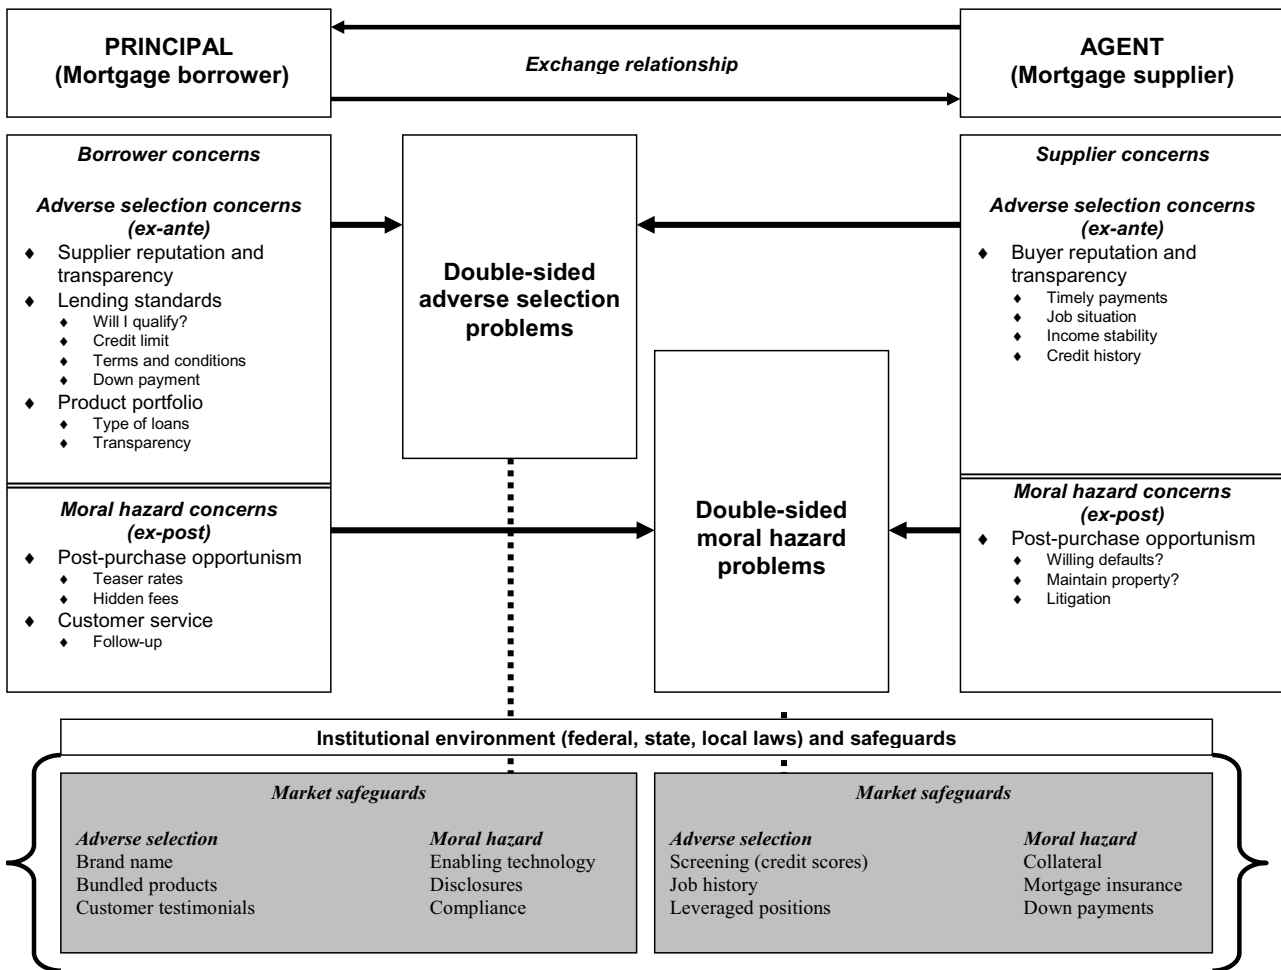 PRINCIPAL
(Mortgage borrower)
Exchange relationship
AGENT
(Mortgage supplier)
Borrower concerns
Adverse selection concerns
(ex-ante)
♦ Supplier reputation and
transparency
♦ Lending standards
♦ Will I qualify?
♦ Credit limit
♦ Terms and conditions
♦ Down payment
♦ Product portfolio
♦ Type of loans
♦ Transparency
Moral hazard concerns
(ex-post)
♦ Post-purchase opportunism
♦ Teaser rates
♦ Hidden fees
♦ Customer service
♦ Follow-up
Double-sided
adverse selection
problems
Double-sided
moral hazard
problems
Supplier concerns
Adverse selection concerns
(ex-ante)
♦ Buyer reputation and
transparency
♦ Timely payments
♦ Job situation
♦ Income stability
♦ Credit history
Moral hazard concerns
(ex-post)
♦ Post-purchase opportunism
♦ Willing defaults?
♦ Maintain property?
♦ Litigation
Institutional environment (federal, state, local laws) and safeguards
Market safeguards
Adverse selection
Brand name
Bundled products
Customer testimonials
Moral hazard
Enabling technology
Disclosures
Compliance
Market safeguards
Adverse selection
Screening (credit scores)
Job history
Leveraged positions
Moral hazard
Collateral
Mortgage insurance
Down payments